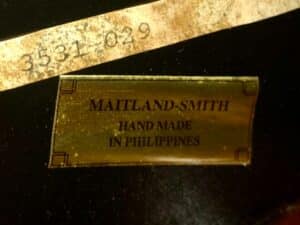 3531-029
MAITLAND-SMITH
HAND MADE
IN PHILIPPINES